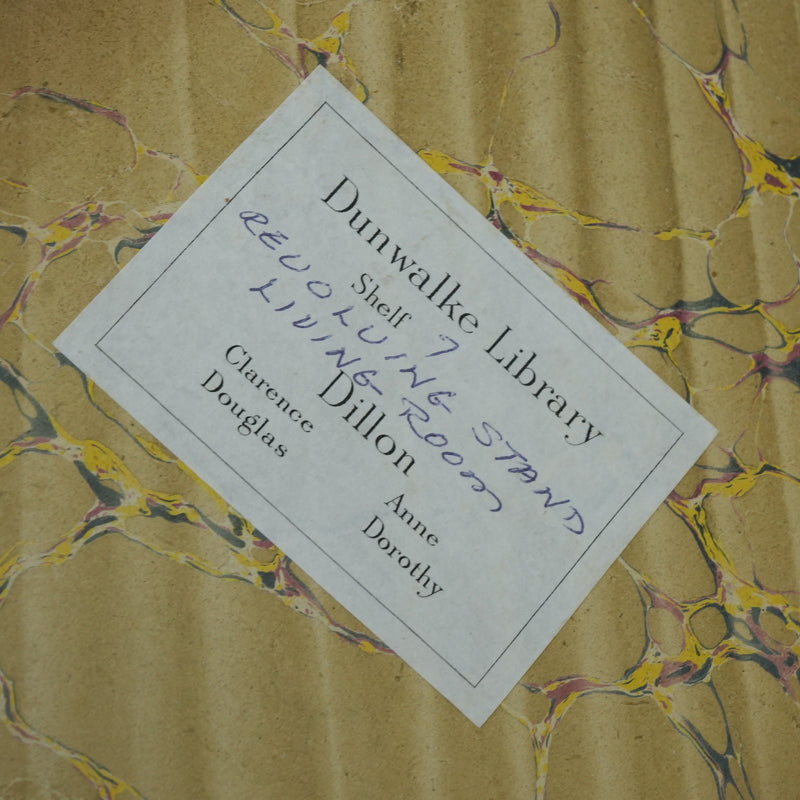 Dunwalke Library
Shelf 7
REVOLVING STAND
LIVING ROOM
Dillon
Clarence Anne
Douglas Dorothy